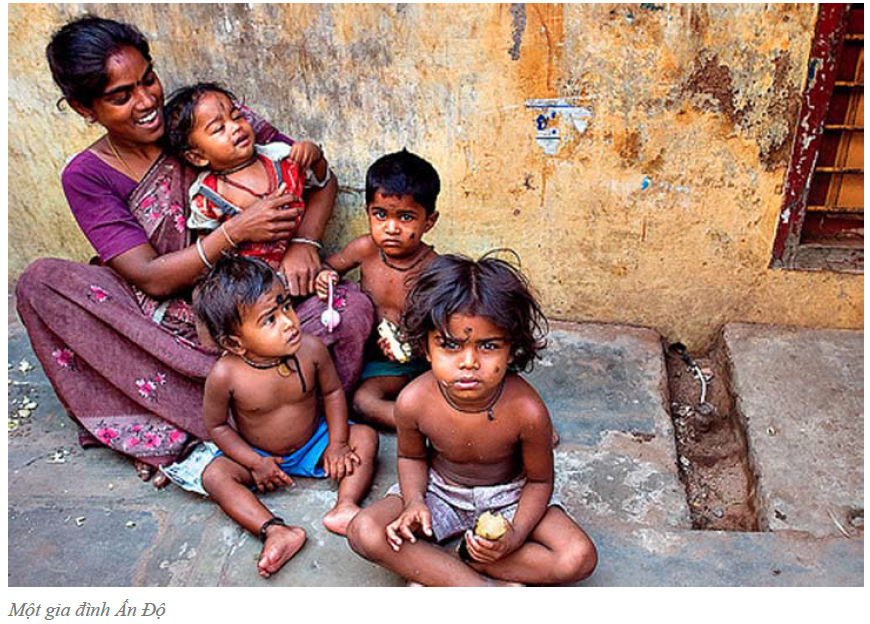 Một gia đình Ấn Độ